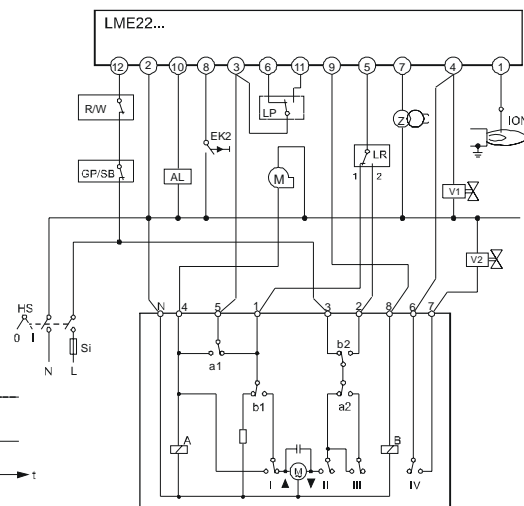 LME22...
12 2 10 8 3 6 11 9 5 7 4 1
R/W
LP
Z
ION
EK2
GP/SB
AL
M
LR
1 2
V1
V2
HS
0 I
Si
N L
N 4 5 1 3 2 8 6 7
a1
b2
b1
a2
A
B
M
I II III IV
t